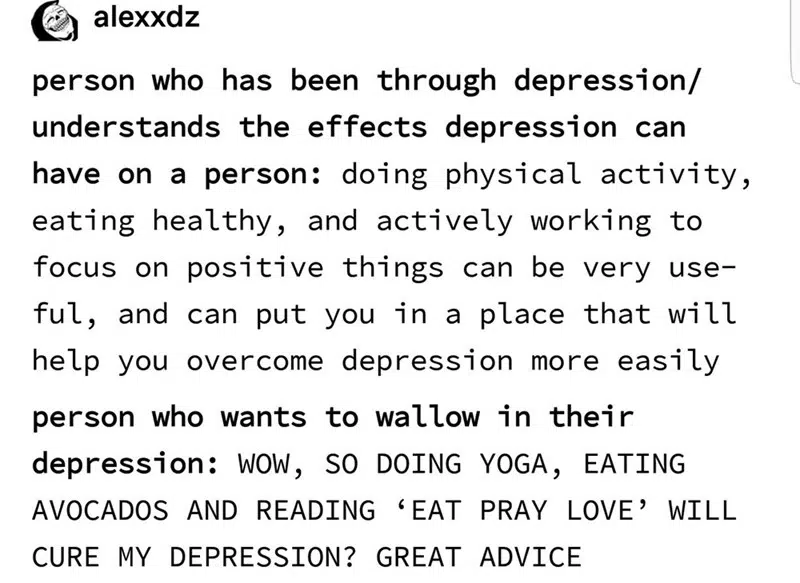 alexxdz
person who has been through depression/
understands the effects depression can
have on a person: doing physical activity,
eating healthy, and actively working to
focus on positive things can be very use-
ful, and can put you in a place that will
help you overcome depression more easily
person who wants to wallow in their
depression: WOW, SO DOING YOGA, EATING
AVOCADOS AND READING ‘EAT PRAY LOVE’ WILL
CURE MY DEPRESSION? GREAT ADVICE